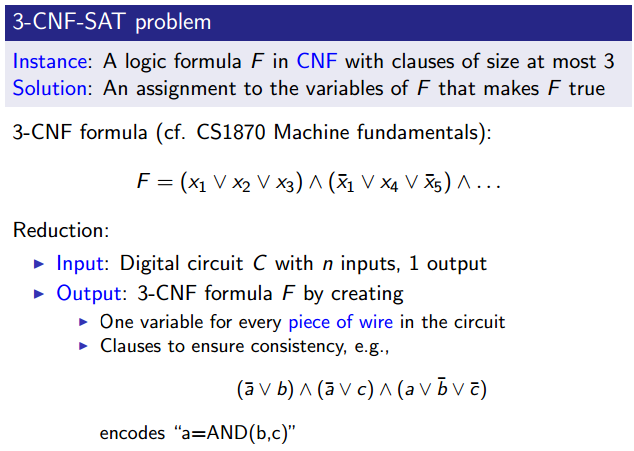 3-CNF-SAT problem
Instance: A logic formula F in CNF with clauses of size at most 3
Solution: An assignment to the variables of F that makes F true
3-CNF formula (cf. CS1870 Machine fundamentals):
F = (x₁ ∨ x₂ ∨ x₃) ∧ (x̄₁ ∨ x₄ ∨ x̄₅) ∧ ...
Reduction:
▶ Input: Digital circuit C with n inputs, 1 output
▶ Output: 3-CNF formula F by creating
▶ One variable for every piece of wire in the circuit
▶ Clauses to ensure consistency, e.g.,
(ā ∨ b) ∧ (ā ∨ c) ∧ (a ∨ b̄ ∨ c̄)
encodes “a=AND(b,c)”